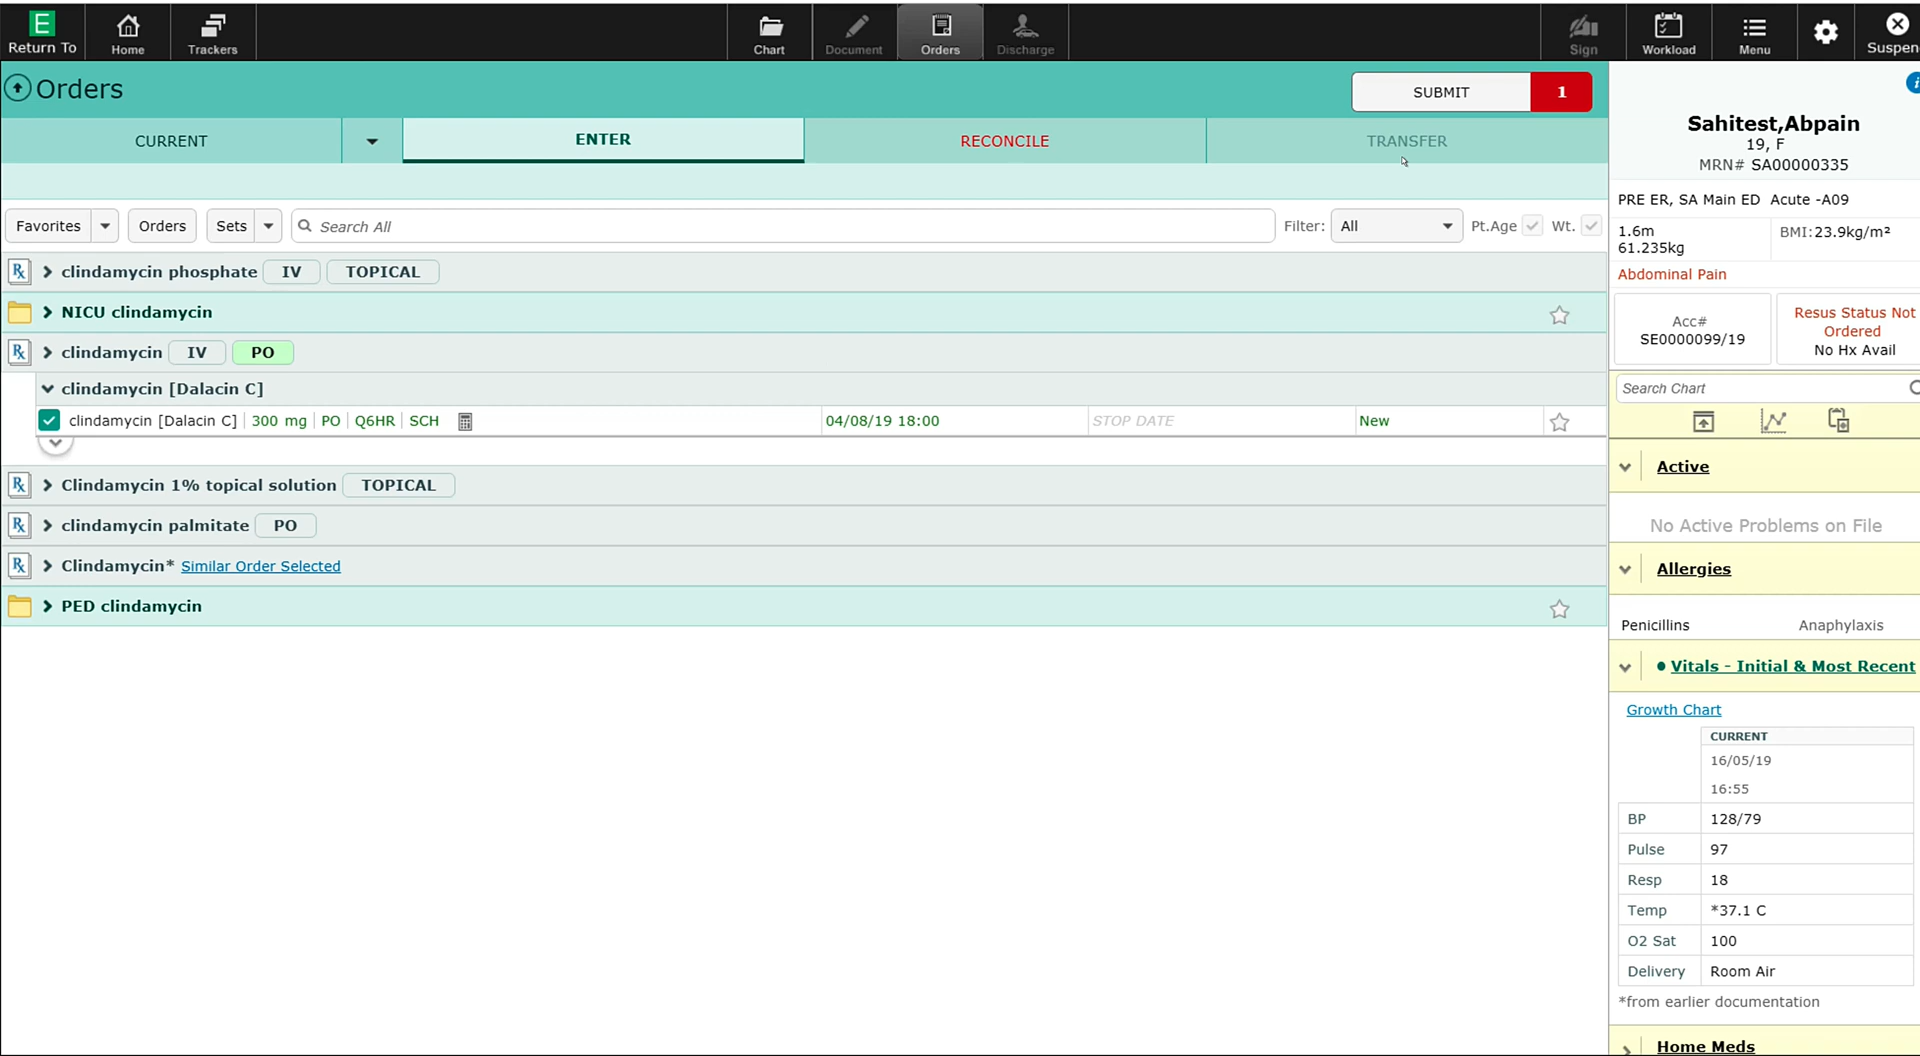 E
Return To
Home
Trackers
Chart
Document
Orders
Discharge
Sign
Workload
Menu
Suspen
Orders
SUBMIT 1
CURRENT ENTER RECONCILE TRANSFER
Favorites Orders Sets Search All Filter: All Pt.Age Wt.
Rx clindamycin phosphate IV TOPICAL
NICU clindamycin
Rx clindamycin IV PO
clindamycin [Dalacin C]
clindamycin [Dalacin C] 300 mg PO Q6HR SCH 04/08/19 18:00 STOP DATE New
Rx Clindamycin 1% topical solution TOPICAL
Rx clindamycin palmitate PO
Rx Clindamycin* Similar Order Selected
PED clindamycin
i
Sahitest,Abpain
19, F
MRN# SA00000335
PRE ER, SA Main ED Acute -A09
1.6m
61.235kg
BMI:23.9kg/m²
Abdominal Pain
Acc#
SE0000099/19
Resus Status Not
Ordered
No Hx Avail
Search Chart
Active
No Active Problems on File
Allergies
Penicillins Anaphylaxis
Vitals - Initial & Most Recent
Growth Chart
CURRENT
16/05/19
16:55
BP 128/79
Pulse 97
Resp 18
Temp *37.1 C
O2 Sat 100
Delivery Room Air
*from earlier documentation
Home Meds